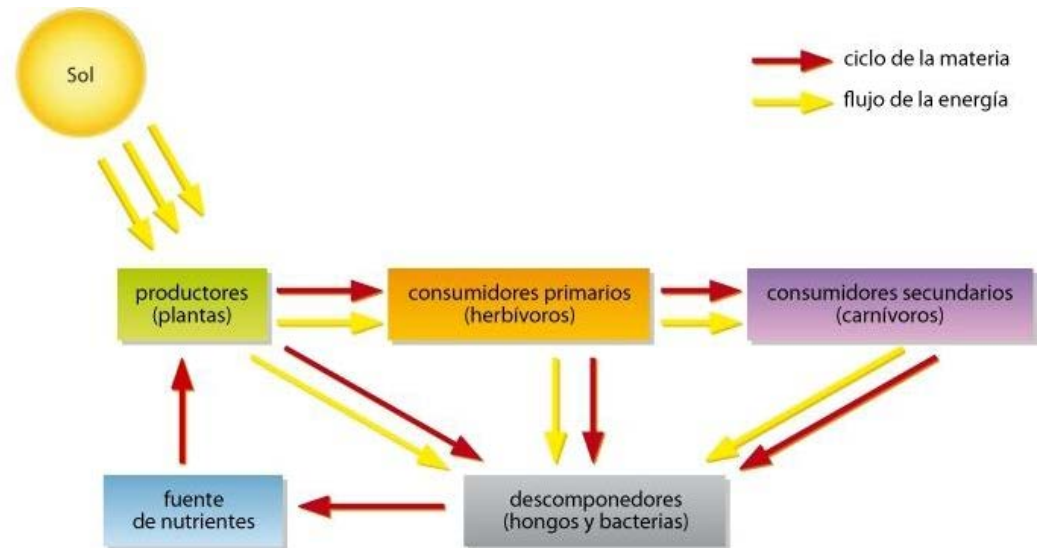 Sol
ciclo de la materia
flujo de la energía
productores
(plantas)
consumidores primarios
(herbívoros)
consumidores secundarios
(carnívoros)
fuente
de nutrientes
descomponedores
(hongos y bacterias)